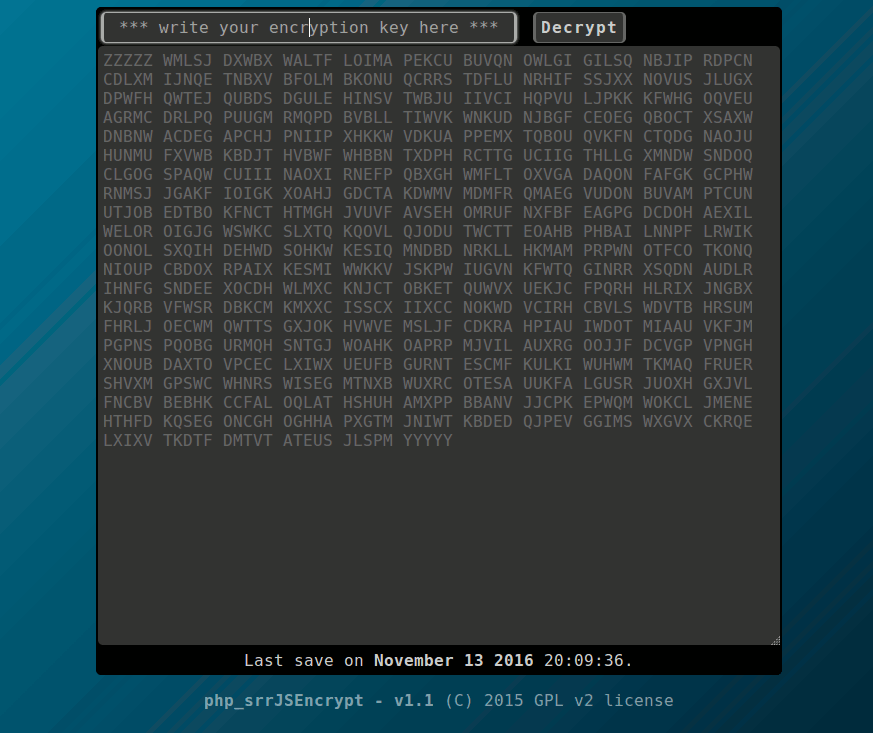 *** write your encryption key here *** Decrypt
ZZZZZ WMLSJ DXWBX WALTF LOIMA PEKCU BUVQN OWLGI GILSQ NBJIP RDPCN
CDLXM IJNQE TNBXV BFOLM BKONU QCRRS TDFLU NRHIF SSJXX NOVUS JLUGX
DPWFH QWTEJ QUBDS DGULE HINSV TWBJU IIVCI HQPVU LJPKK KFWHG OQVEU
AGRMC DRLPQ PUUGM RMQPD BVBLL TIWVK WNKUD NJBGF CEOEG QBOCT XSAXW
DNBNW ACDEG APCHJ PNIIP XHKKW VDKUA PPEMX TQBOU QVKFN CTQDG NAOJU
HUNMU FXVWB KBDJT HVBWF WHBBN TXDPH RCTTG UCIIG THLLG XMNDW SNDOQ
CLGOG SPAQW CUIII NAOXI RNEFP QBXGH WMFLT OXVGA DAQON FAFGK GCPHW
RNMSJ JGAKF IOIGK XOAHJ GDCTA KDWMV MDMFR QMAEG VUDON BUVAM PTCUN
UTJOB EDTBO KFNCT HTMGH JVUVF AVSEH OMRUF NXFBF EAGPG DCDOH AEXIL
WELOR OIGJG WSWKC SLXTQ KQOVL QJODU TWCTT EOAHB PHBAI LNNPF LRWIK
OONOL SXQIH DEHWD SOHKW KESIQ MNDBD NRKLL HKMAM PRPWN OTFCO TKONQ
NIOUP CBDOX RPAIX KESMI WWKKV JSKPW IUGVN KFWTQ GINRR XSQDN AUDLR
IHNFG SNDEE XOCDH WLMXC KNJCT OBKET QUWVX UEKJC FPQRH HLRIX JNGBX
KJQRB VFWSR DBKCM KMXXC ISSCX IIXCC NOKWD VCIRH CBVLS WDVTB HRSUM
FHRLJ OECWM QWTTS GXJOK HVWVE MSLJF CDKRA HPIAU IWDOT MIAAU VKFJM
PGPNS PQOBG URMQH SNTGJ WOAHK OAPRP MJVIL AUXRG OOJJF DCVGP VPNGH
XNOUB DAXTO VPCEC LXIWX UEUFB GURNT ESCMF KULKI WUHWM TKMAQ FRUER
SHVXM GPSWC WHNRS WISEG MTNXB WUXRC OTESA UUKFA LGUSR JUOXH GXJVL
FNCBV BEBHK CCFAL OQLAT HSHUH AMXPP BBANV JJCPK EPWQM WOKCL JMENE
HTHFD KQSEG ONCGH OGHHA PXGTM JNIWT KBDED QJPEV GGIMS WXGVX CKRQE
LXIXV TKDTF DMTVT ATEUS JLSPM YYYYY
Last save on November 13 2016 20:09:36.
php_srrJSEncrypt - v1.1 (C) 2015 GPL v2 license